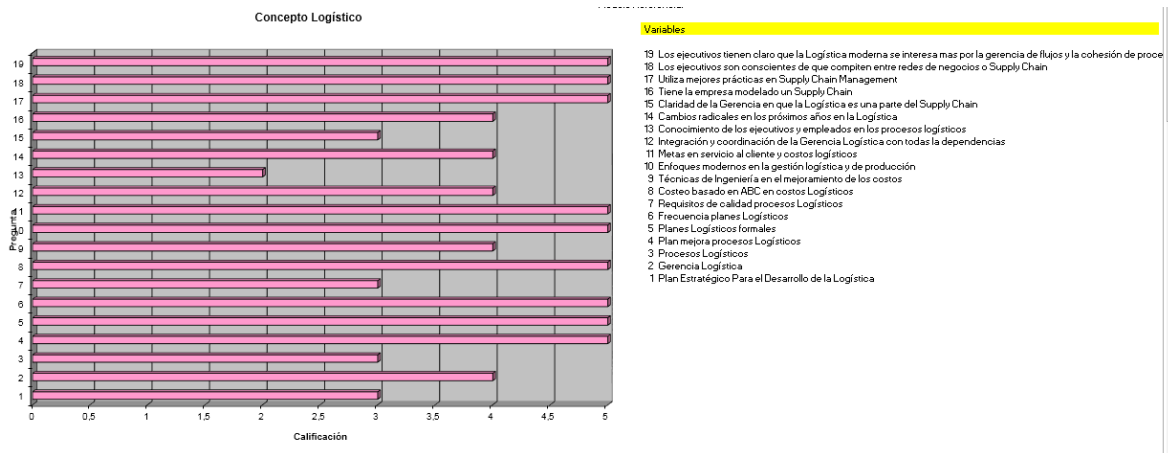 Concepto Logístico
Pregunta
19
18
17
16
15
14
13
12
11
10
9
8
7
6
5
4
3
2
1
0 0,5 1 1,5 2 2,5 3 3,5 4 4,5 5
Calificación
Variables
19 Los ejecutivos tienen claro que la Logística moderna se interesa mas por la gerencia de flujos y la cohesión de proce
18 Los ejecutivos son conscientes de que compiten entre redes de negocios o Supply Chain
17 Utiliza mejores prácticas en Supply Chain Management
16 Tiene la empresa modelado un Supply Chain
15 Claridad de la Gerencia en que la Logística es una parte del Supply Chain
14 Cambios radicales en los próximos años en la Logística
13 Conocimiento de los ejecutivos y empleados en los procesos logísticos
12 Integración y coordinación de la Gerencia Logística con todas la dependencias
11 Metas en servicio al cliente y costos logísticos
10 Enfoques modernos en la gestión logística y de producción
9 Técnicas de Ingeniería en el mejoramiento de los costos
8 Costeo basado en ABC en costos Logísticos
7 Requisitos de calidad procesos Logísticos
6 Frecuencia planes Logísticos
5 Planes Logísticos formales
4 Plan mejora procesos Logísticos
3 Procesos Logísticos
2 Gerencia Logística
1 Plan Estratégico Para el Desarrollo de la Logística